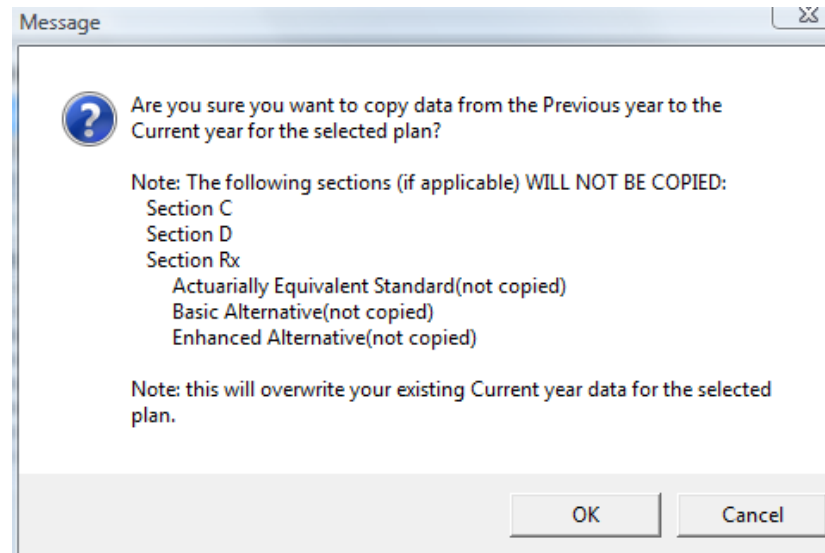 Message
Are you sure you want to copy data from the Previous year to the
Current year for the selected plan?
Note: The following sections (if applicable) WILL NOT BE COPIED:
Section C
Section D
Section Rx
Actuarially Equivalent Standard(not copied)
Basic Alternative(not copied)
Enhanced Alternative(not copied)
Note: this will overwrite your existing Current year data for the selected
plan.
OK
Cancel